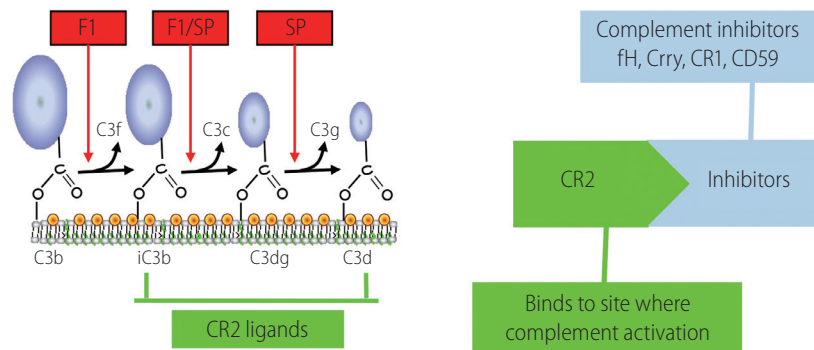 F1
F1/SP
SP
C3f
C3c
C3g
C
O
O
C
O
O
C
O
O
C
O
O
C3b
iC3b
C3dg
C3d
CR2 ligands
Complement inhibitors
fH, Crry, CR1, CD59
CR2
Inhibitors
Binds to site where
complement activation